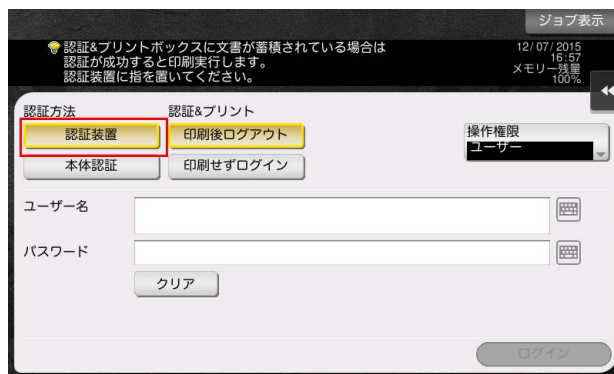 ジョブ表示
認証&プリントボックスに文書が蓄積されている場合は
認証が成功すると印刷実行します。
認証装置に指を置いてください。
12/07/2015
16:57
メモリー残量
100%
認証方法
認証&プリント
認証装置
印刷後ログアウト
操作権限
ユーザー
本体認証
印刷せずログイン
ユーザー名
パスワード
クリア
ログイン